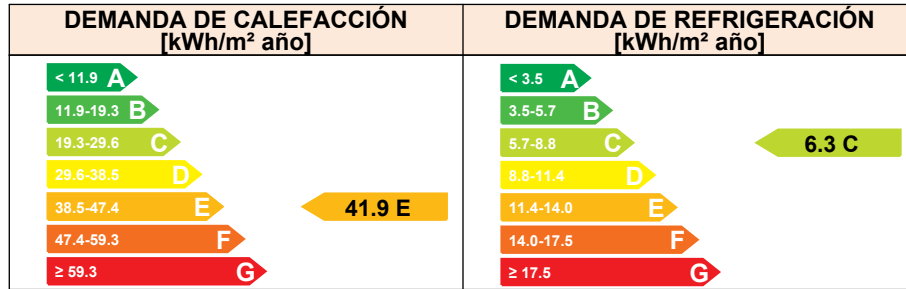 DEMANDA DE CALEFACCIÓN
[kWh/m² año]
< 11.9 A
11.9-19.3 B
19.3-29.6 C
29.6-38.5 D
38.5-47.4 E
41.9 E
47.4-59.3 F
≥ 59.3 G
DEMANDA DE REFRIGERACIÓN
[kWh/m² año]
< 3.5 A
3.5-5.7 B
5.7-8.8 C
6.3 C
8.8-11.4 D
11.4-14.0 E
14.0-17.5 F
≥ 17.5 G